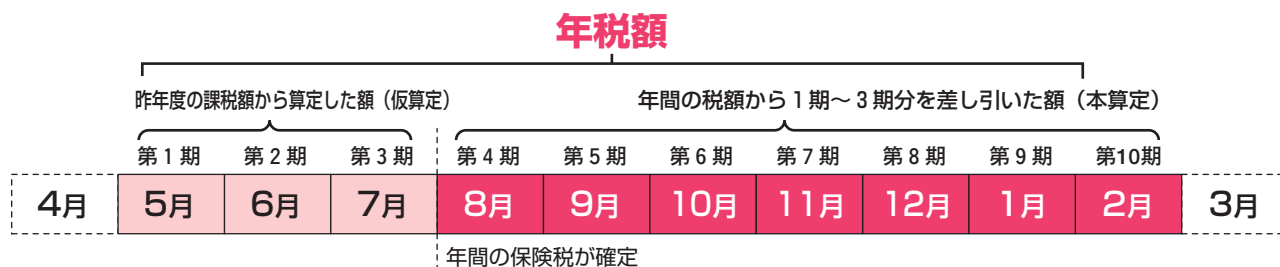 年税額
昨年度の課税額から算定した額（仮算定）
年間の税額から１期～３期分を差し引いた額（本算定）
第１期 第２期 第３期 第４期 第５期 第６期 第７期 第８期 第９期 第10期
4月 5月 6月 7月 8月 9月 10月 11月 12月 1月 2月 3月
年間の保険税が確定